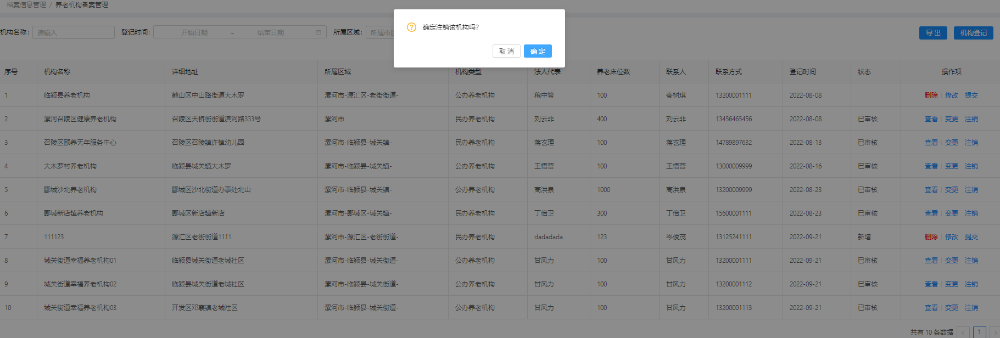 档案信息管理 / 养老机构备案管理
确定注销该机构吗?
取 消 确 定
机构名称: 请输入 登记时间: 开始日期 ~ 结束日期 所属区域: 所属市区 导 出 机构登记
序号 机构名称 详细地址 所属区域 机构类型 法人代表 养老床位数 联系人 联系方式 登记时间 状态 操作项
1 临颍县养老机构 鹤山区中山路街道大木罗 漯河市-源汇区-老街街道- 公办养老机构 穆中管 100 秦树琪 13200001111 2022-08-08 删除 修改 提交
2 漯河召陵区健康养老机构 召陵区天桥街街道滨河路333号 漯河市 民办养老机构 刘云非 400 刘云非 13456465456 2022-08-08 已审核 查看 变更 注销
3 召陵区颐养天年服务中心 召陵区召陵镇许慎幼儿园 漯河市-临颍县-城关镇- 民办养老机构 蒋玄理 100 蒋玄理 14789897632 2022-08-13 已审核 查看 变更 注销
4 大木罗村养老机构 临颍县城关镇大木罗 漯河市-临颍县-城关镇- 公办养老机构 王悟营 100 王悟营 13000009999 2022-08-16 已审核 查看 变更 注销
5 郾城沙北养老机构 郾城区沙北街道办事处北山 漯河市-临颍县-城关镇- 公办养老机构 高洪泉 1000 高洪泉 13200009999 2022-08-23 已审核 查看 变更 注销
6 郾城新店镇养老机构 郾城区新店镇新店 漯河市-郾城区-城关镇- 民办养老机构 丁倍卫 300 丁倍卫 15600001111 2022-08-23 已审核 查看 变更 注销
7 111123 源汇区老街街道1111 漯河市-源汇区-老街街道- 民办养老机构 dadadada 123 岑俊茂 13125241111 2022-09-21 新增 删除 修改 提交
8 城关街道幸福养老机构01 临颍县城关街道老城社区 漯河市-临颍县-城关街道- 公办养老机构 甘风力 100 甘风力 13200001111 2022-09-21 已审核 查看 变更 注销
9 城关街道幸福养老机构02 临颍县城关街道老城社区 漯河市-临颍县-城关街道- 公办养老机构 甘风力 100 甘风力 13200001112 2022-09-21 已审核 查看 变更 注销
10 城关街道幸福养老机构03 开发区邓襄镇老城社区 漯河市-临颍县-城关街道- 公办养老机构 甘风力 100 甘风力 13200001113 2022-09-21 已审核 查看 变更 注销
共有 10 条数据 < 1 >